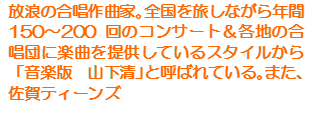 放浪の合唱作曲家。全国を旅しながら年間
150～200 回のコンサート＆各地の合
唱団に楽曲を提供しているスタイルから
「音楽版　山下清」と呼ばれている。また、
佐賀ティーンズ